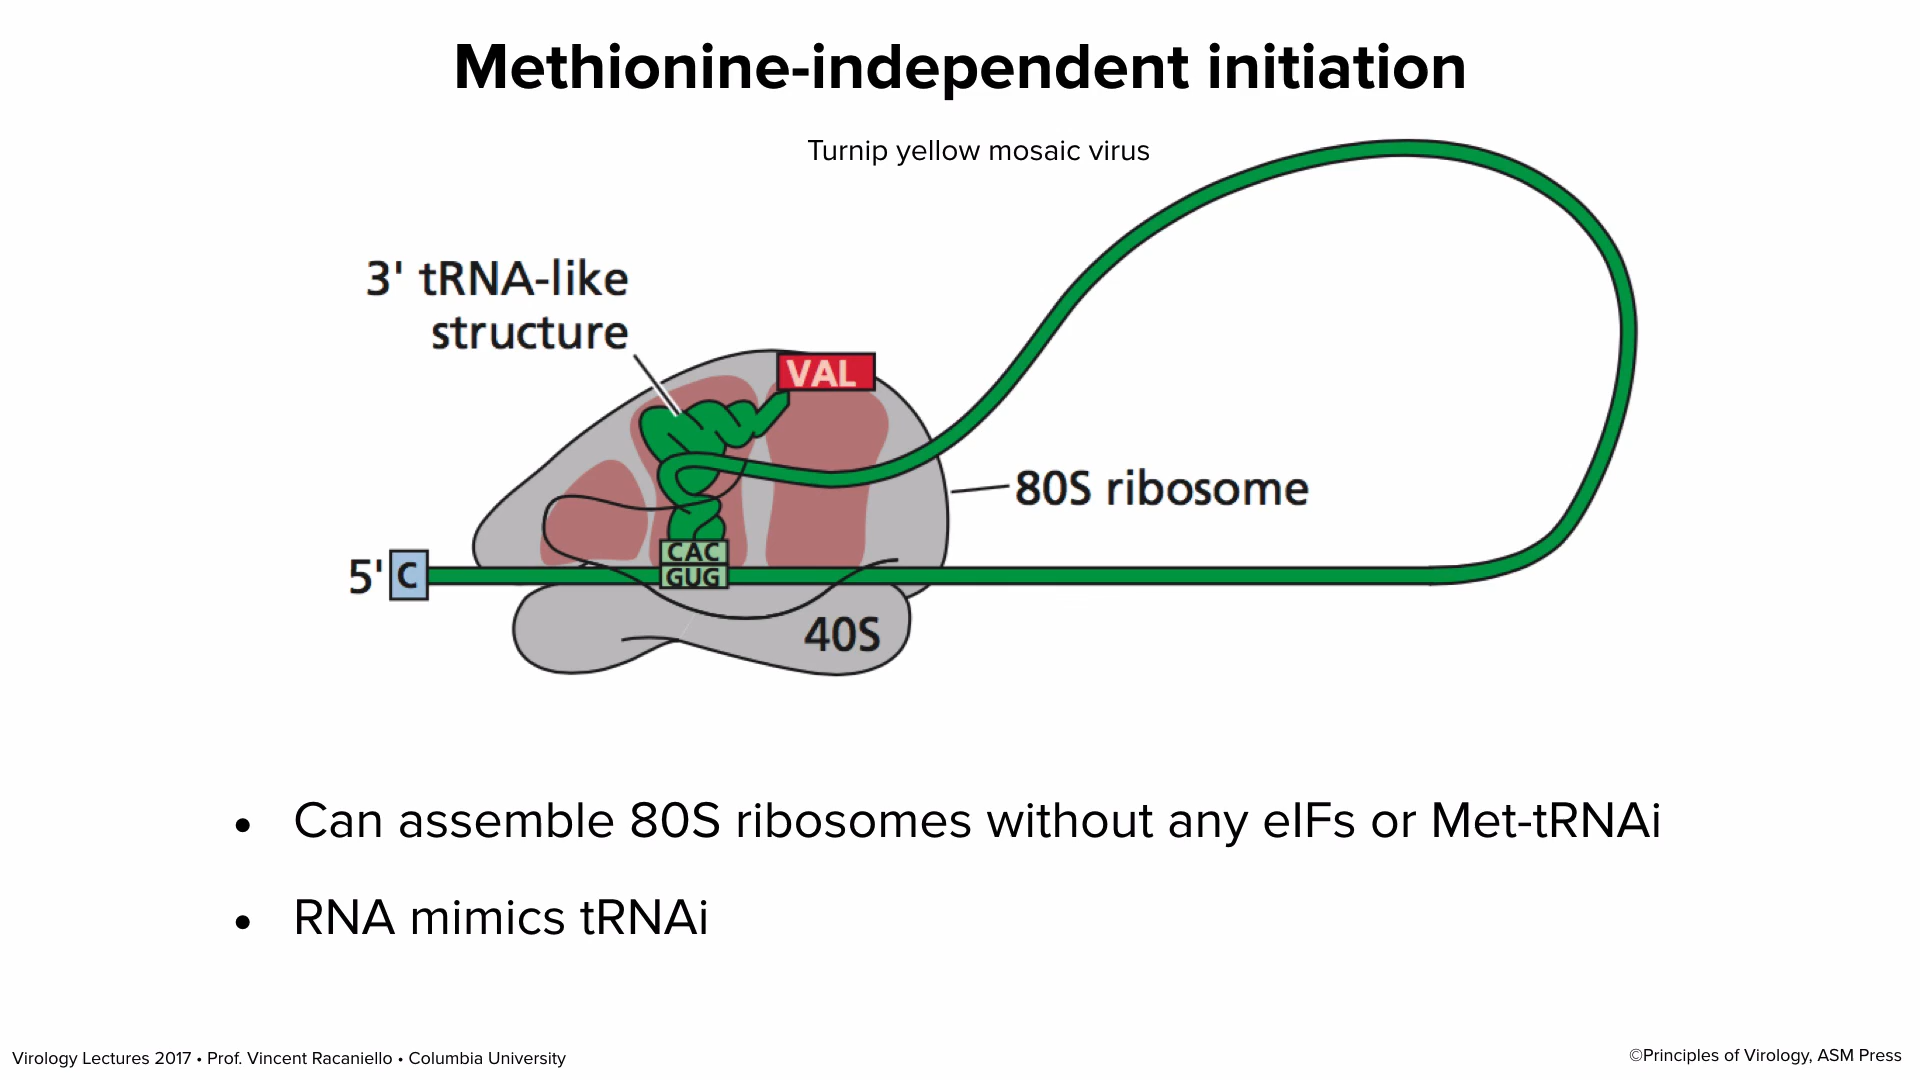 Methionine-independent initiation
Turnip yellow mosaic virus
3' tRNA-like
structure
VAL
80S ribosome
CAC
5' C
GUG
40S
• Can assemble 80S ribosomes without any eIFs or Met-tRNAi
• RNA mimics tRNAi
Virology Lectures 2017 • Prof. Vincent Racaniello • Columbia University
©Principles of Virology, ASM Press